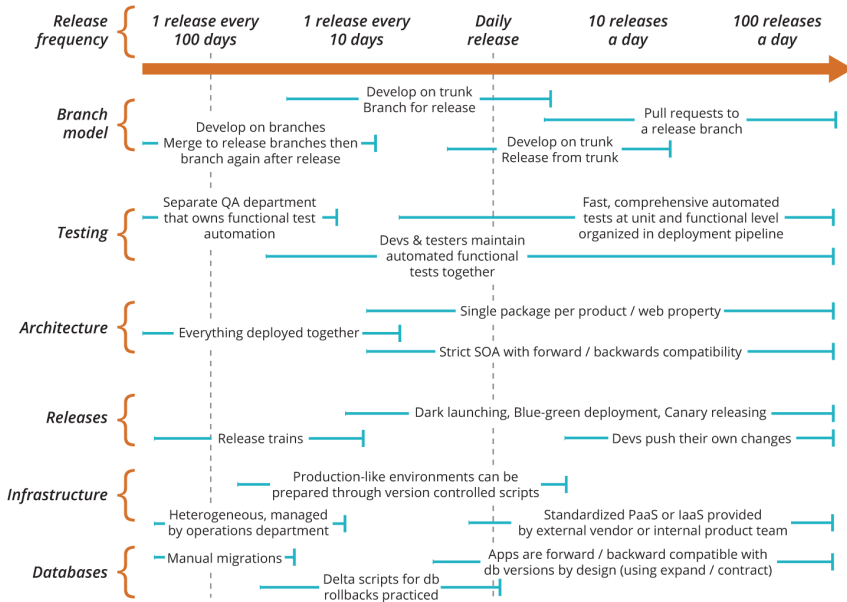 Release
frequency
1 release every
100 days
1 release every
10 days
Daily
release
10 releases
a day
100 releases
a day
Branch
model
Develop on trunk
Branch for release
Pull requests to
a release branch
Develop on branches
Merge to release branches then
branch again after release
Develop on trunk
Release from trunk
Testing
Separate QA department
that owns functional test
automation
Fast, comprehensive automated
tests at unit and functional level
organized in deployment pipeline
Devs & testers maintain
automated functional
tests together
Architecture
Single package per product / web property
Everything deployed together
Strict SOA with forward / backwards compatibility
Releases
Dark launching, Blue-green deployment, Canary releasing
Release trains
Devs push their own changes
Infrastructure
Production-like environments can be
prepared through version controlled scripts
Heterogeneous, managed
by operations department
Standardized PaaS or IaaS provided
by external vendor or internal product team
Databases
Manual migrations
Apps are forward / backward compatible with
db versions by design (using expand / contract)
Delta scripts for db
rollbacks practiced